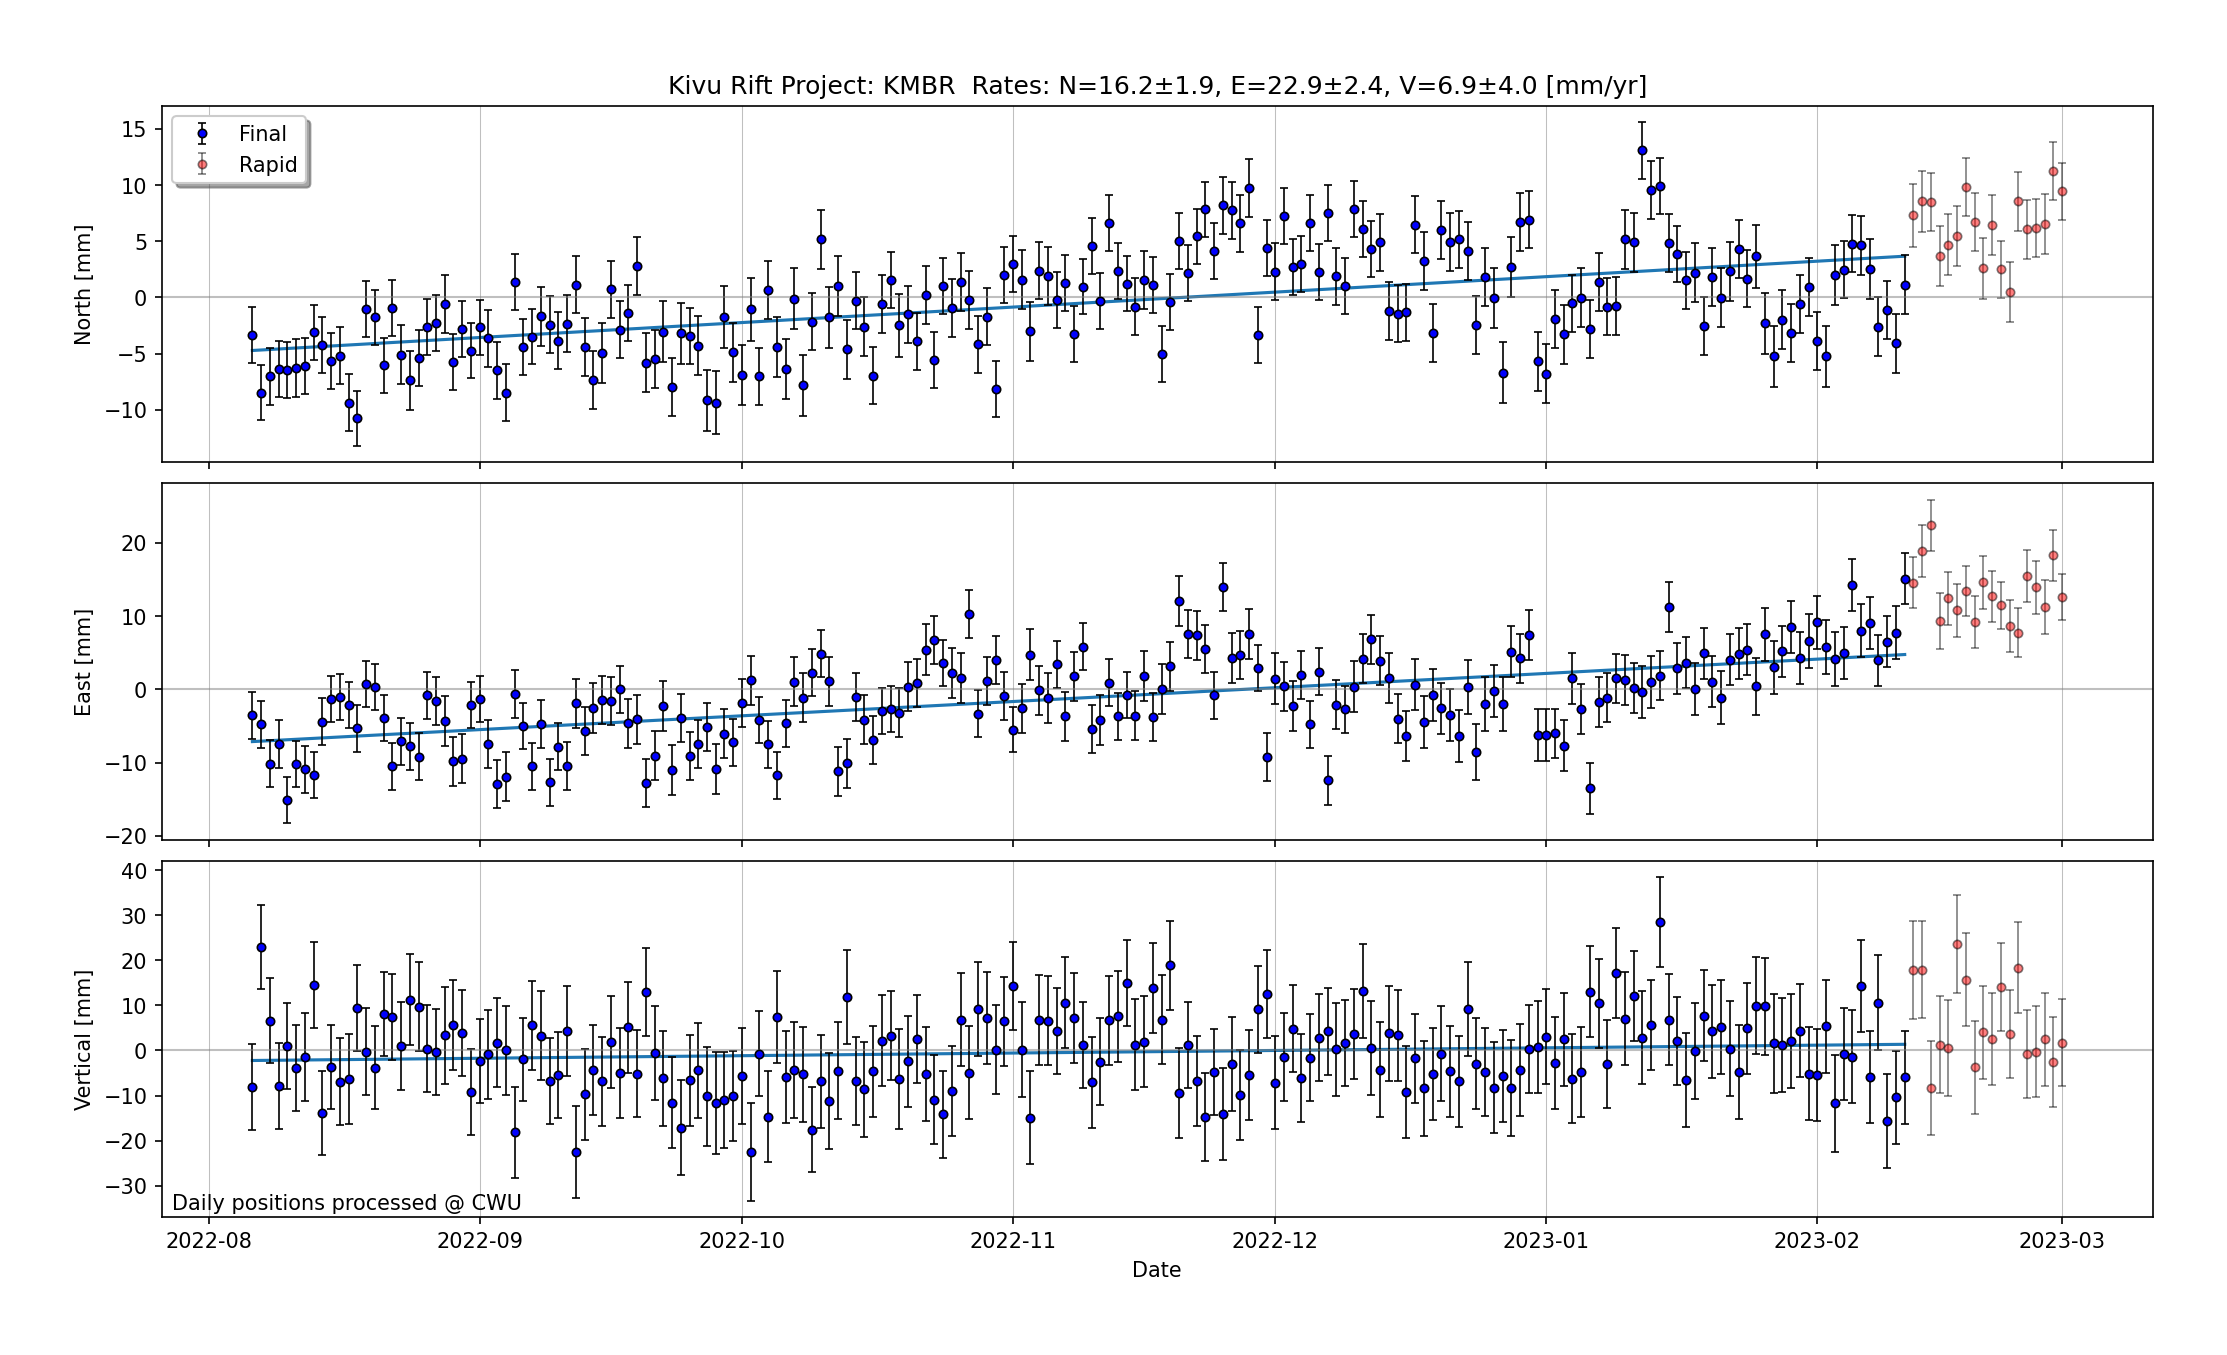 Kivu Rift Project: KMBR  Rates: N=16.2±1.9, E=22.9±2.4, V=6.9±4.0 [mm/yr]
Final
Rapid
North [mm]
15
10
5
0
−5
−10
East [mm]
20
10
0
−10
−20
Vertical [mm]
40
30
20
10
0
−10
−20
−30
Daily positions processed @ CWU
2022-08 2022-09 2022-10 2022-11 2022-12 2023-01 2023-02 2023-03
Date